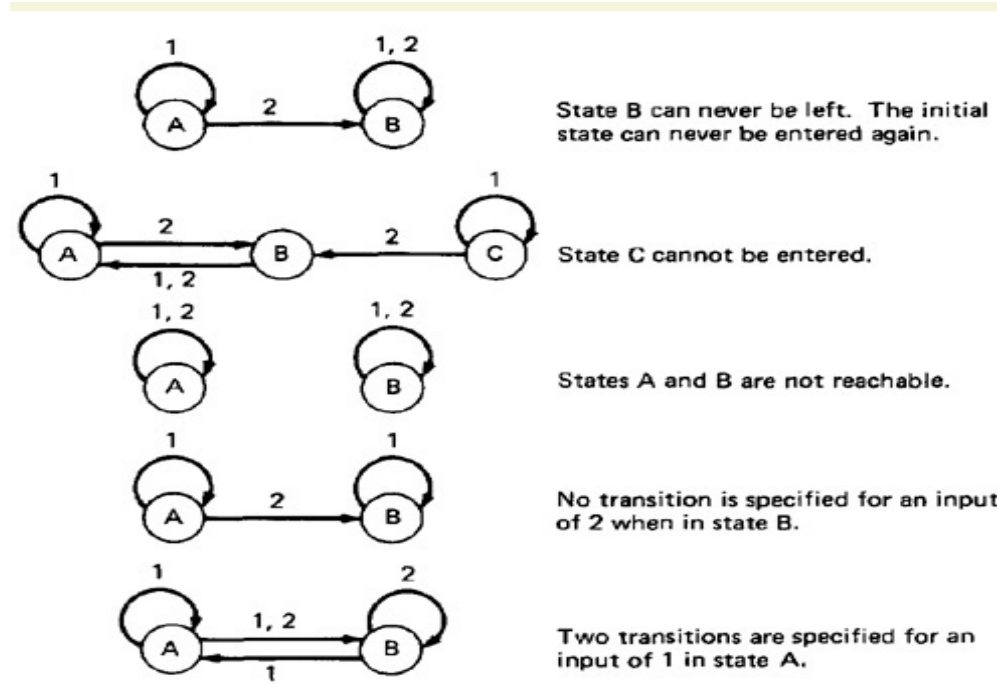 1
1, 2
A
2
B
State B can never be left. The initial
state can never be entered again.
1
1
A
2
B
2
C
1, 2
State C cannot be entered.
1, 2
1, 2
A
B
States A and B are not reachable.
1
1
A
2
B
No transition is specified for an input
of 2 when in state B.
1
2
A
1, 2
B
1
Two transitions are specified for an
input of 1 in state A.